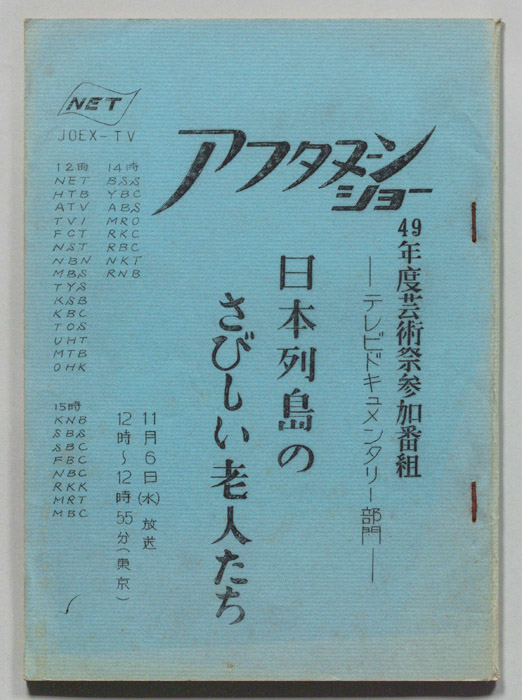 NET
JOEX-TV
アフタヌーン
ショー
49年度芸術祭参加番組
―テレビドキュメンタリー部門―
日本列島の
さびしい老人たち
11月6日(水)放送
12時～12時55分(東京)
12時
NET
HTB
ATV
TVI
FCT
NST
NBN
MBS
TYS
KSB
KBC
TOS
UHT
MTB
OHK
14時
BSS
YBC
ABS
MRO
RKC
RBC
NKT
RNB
15時
KNB
SBS
SBC
FBC
NBC
RKK
MRT
MBC